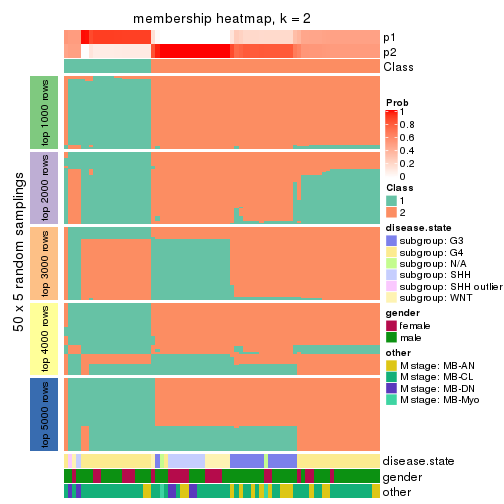 membership heatmap, k = 2
p1
p2
Class
50 x 5 random samplings
top 1000 rows
top 2000 rows
top 3000 rows
top 4000 rows
top 5000 rows
Prob
1
0.8
0.6
0.4
0.2
0
Class
1
2
disease.state
subgroup: G3
subgroup: G4
subgroup: N/A
subgroup: SHH
subgroup: SHH outlier
subgroup: WNT
gender
female
male
other
M stage: MB-AN
M stage: MB-CL
M stage: MB-DN
M stage: MB-Myo
disease.state
gender
other